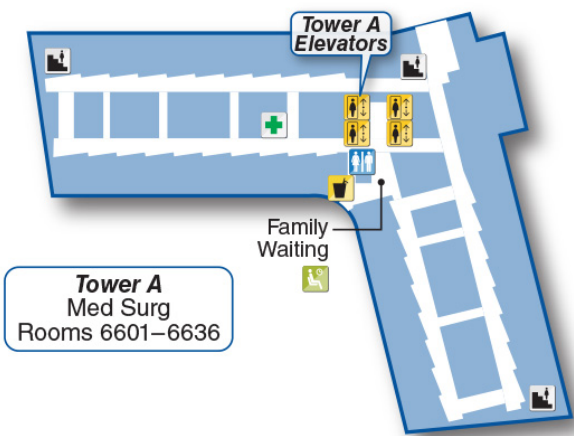 Tower A
Elevators
Family
Waiting
Tower A
Med Surg
Rooms 6601–6636